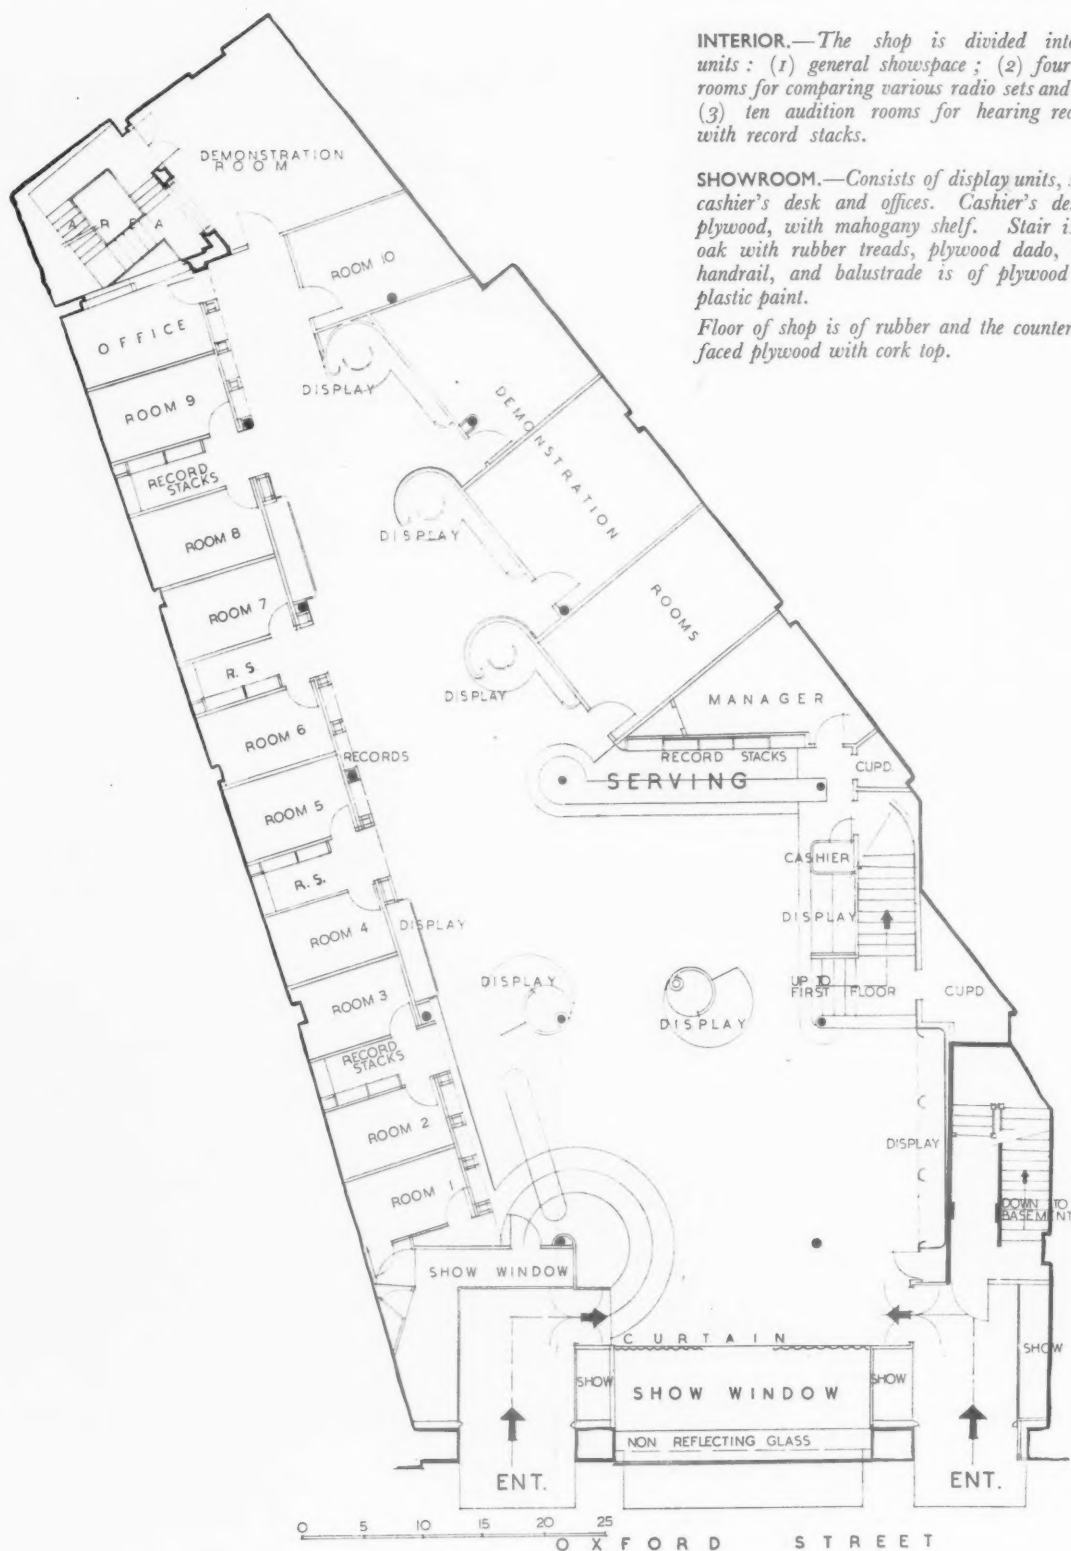 INTERIOR.—The shop is divided into
units : (1) general showspace ; (2) four
rooms for comparing various radio sets and
(3) ten audition rooms for hearing
with record stacks.
SHOWROOM.—Consists of display units,
cashier's desk and offices. Cashier's
plywood, with mahogany shelf. Stair
oak with rubber treads, plywood dado,
handrail, and balustrade is of plywood
plastic paint.
Floor of shop is of rubber and the counter
faced plywood with cork top.
DEMONSTRATION
ROOM
AREA
ROOM 10
OFFICE
DISPLAY
ROOM 9
RECORD
STACKS
DEMONSTRATION
ROOMS
ROOM 8
DISPLAY
ROOM 7
R. S.
DISPLAY
MANAGER
ROOM 6
RECORDS
RECORD STACKS
CUPD.
SERVING
ROOM 5
R. S.
CASHIER
ROOM 4
DISPLAY
DISPLAY
ROOM 3
DISPLAY
DISPLAY
UP TO
FIRST FLOOR
CUPD
RECORD
STACKS
ROOM 2
DISPLAY
ROOM 1
DOWN TO
BASEMENT
SHOW WINDOW
CURTAIN
SHOW
SHOW
SHOW WINDOW
SHOW
NON REFLECTING GLASS
ENT.
ENT.
0 5 10 15 20 25
OXFORD STREET